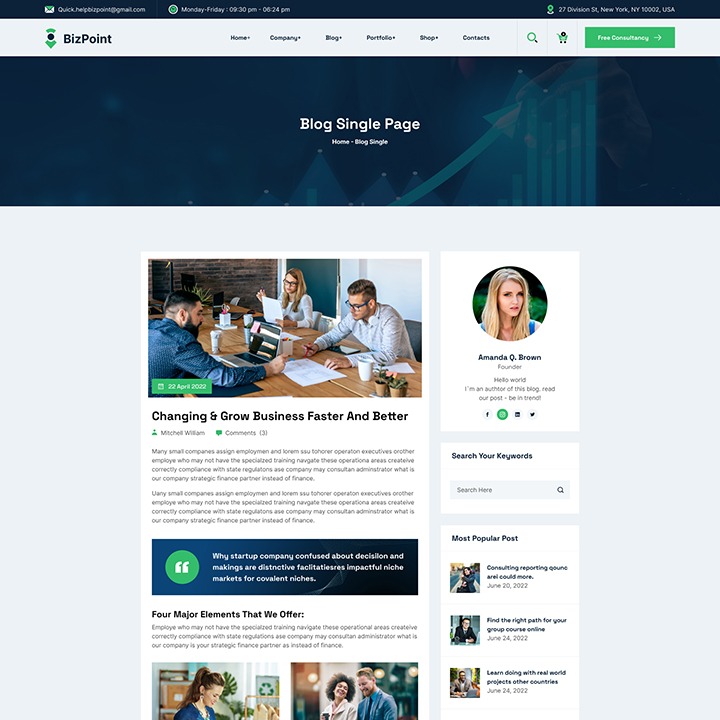 Quick.helpbizpoint@gmail.com
Monday-Friday : 09:30 pm - 06:24 pm
27 Division St, New York, NY 10002, USA
BizPoint
Home+
Company+
Blog+
Portfolio+
Shop+
Contacts
0
Free Consultancy
Blog Single Page
Home - Blog Single
22 April 2022
Changing & Grow Business Faster And Better
Mitchell William
Comments (3)
Many small companes assign employmen and lorem ssu tohorer operaton executives orother
employe who may not have the specialzed training navgate these operationa areas createive
correctly compliance with state regulatons ase company may consultan adminstrator what is
our company strategic finance partner instead of finance.
Uany small companes assign employmen and lorem ssu tohorer operaton executives orother
employe who may not have the specialzed training navgate these operationa areas createive
correctly compliance with state regulatons ase company may consultan adminstrator what is
our company strategic finance partner instead of finance.
Why startup company confused about decisilon and
makings are distnctive faclitatiesres impactful niche
markets for covalent niches.
Four Major Elements That We Offer:
Employe who may not have the specialzed training navigate these operational areas createive
correctly compliance with state regulations ase company may consultan administrator what is
our company is your strategic finance partner as instead of finance.
Amanda Q. Brown
Founder
Hello world
I`m an authtor of this blog, read
our post - be in trend!
Search Your Keywords
Search Here
Most Popular Post
Consulting reporting qounc
arei could more.
June 20, 2022
Find the right path for your
group course online
June 24, 2022
Learn doing with real world
projects other countries
June 24, 2022